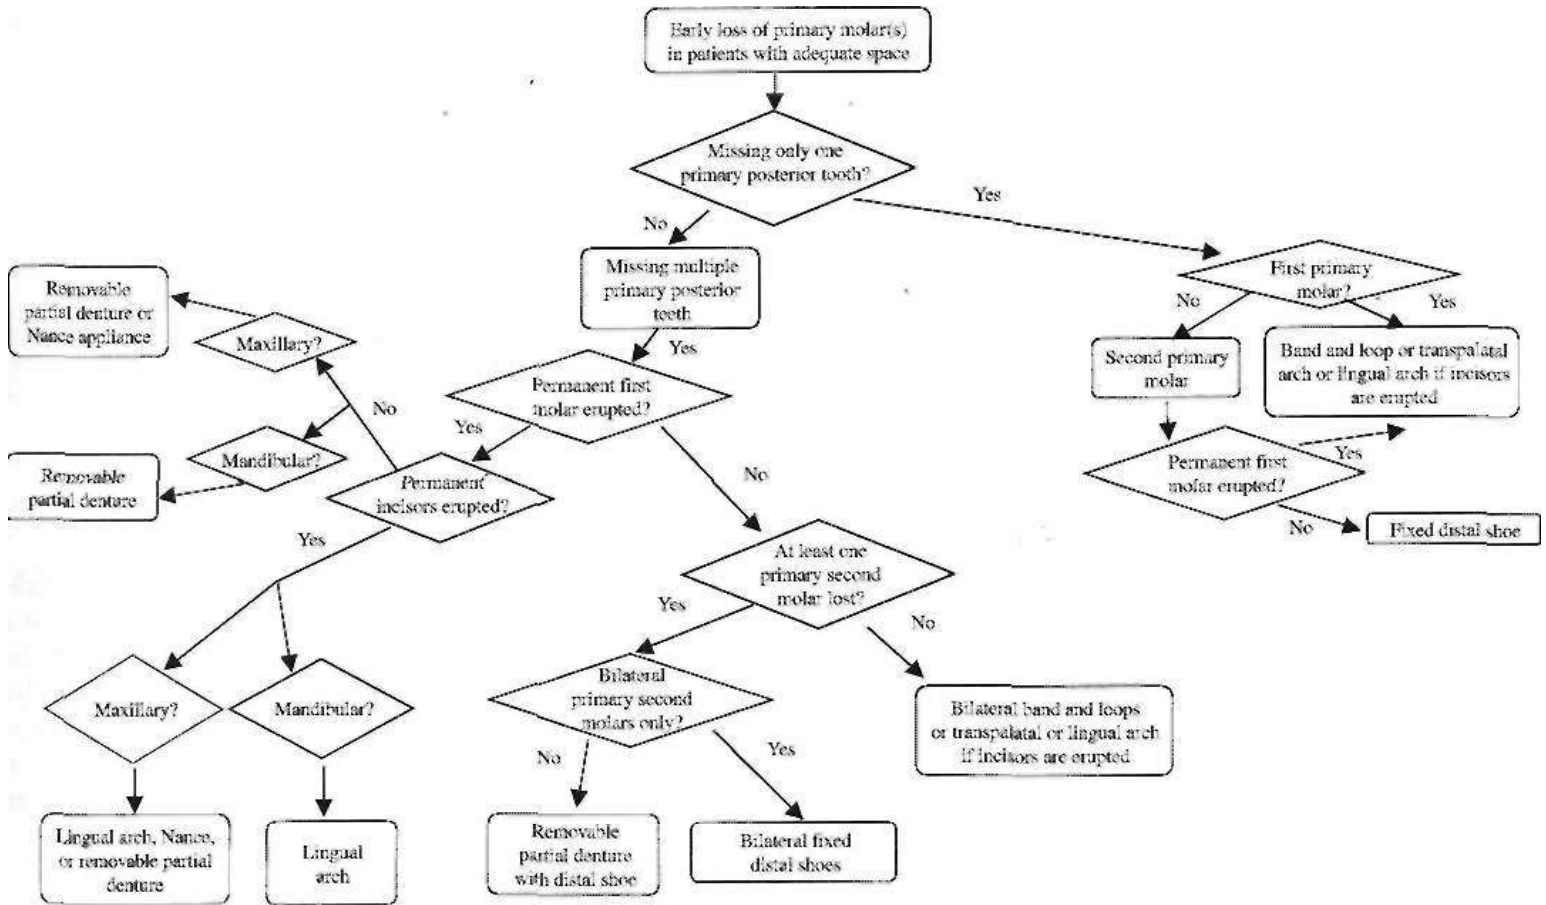 Early loss of primary molar(s)
in patients with adequate space
Missing only one
primary posterior tooth?
Yes
No
Missing multiple
primary posterior
teeth
First primary
molar?
No
Yes
Removable
partial denture or
Nance appliance
Maxillary?
Yes
Second primary
molar
Band and loop or transpalatal
arch or lingual arch if incisors
are erupted
Permanent first
molar erupted?
No
Yes
Mandibular?
Removable
partial denture
Permanent
incisors erupted?
No
Permanent first
molar erupted?
Yes
No
Fixed distal shoe
Yes
At least one
primary second
molar lost?
Yes
No
Maxillary?
Mandibular?
Bilateral
primary second
molars only?
Bilateral band and loops
or transpalatal or lingual arch
if incisors are erupted
No
Yes
Lingual arch, Nance,
or removable partial
denture
Lingual
arch
Removable
partial denture
with distal shoe
Bilateral fixed
distal shoes